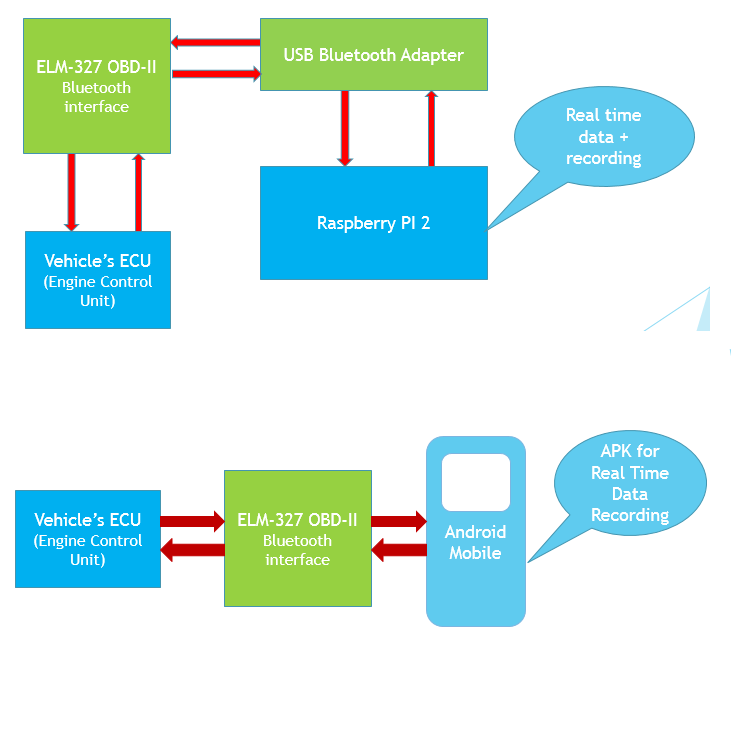 ELM-327 OBD-II
Bluetooth
interface
USB Bluetooth Adapter
Real time
data +
recording
Raspberry PI 2
Vehicle’s ECU
(Engine Control
Unit)
APK for
Real Time
Data
Recording
Vehicle’s ECU
(Engine Control
Unit)
ELM-327 OBD-II
Bluetooth
interface
Android
Mobile